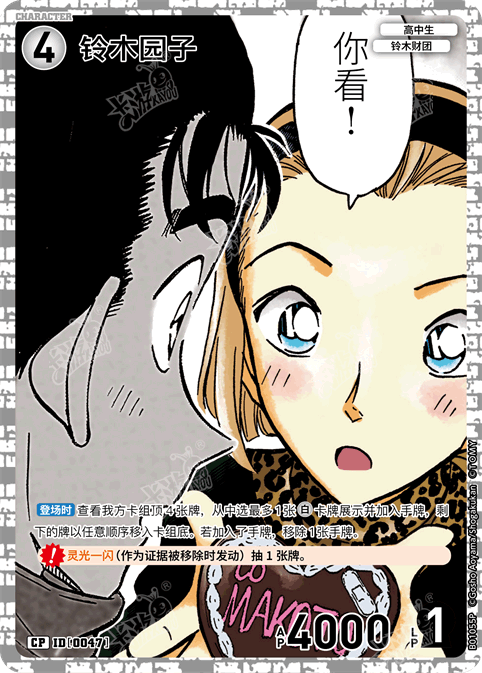 CHARACTER
4 铃木园子
高中生
铃木财团
你看！
登场时 查看我方卡组顶4张牌，从中选最多1张 白 卡牌展示并加入手牌，剩
下的牌以任意顺序移入卡组底。若加入了手牌，移除1张手牌。
灵光一闪（作为证据被移除时发动）抽 1 张牌。
CO
MAKOT
CP ID[0047]
AP 4000
LP 1
B01055P ©Gosho Aoyama/Shogakukan ©TOMY